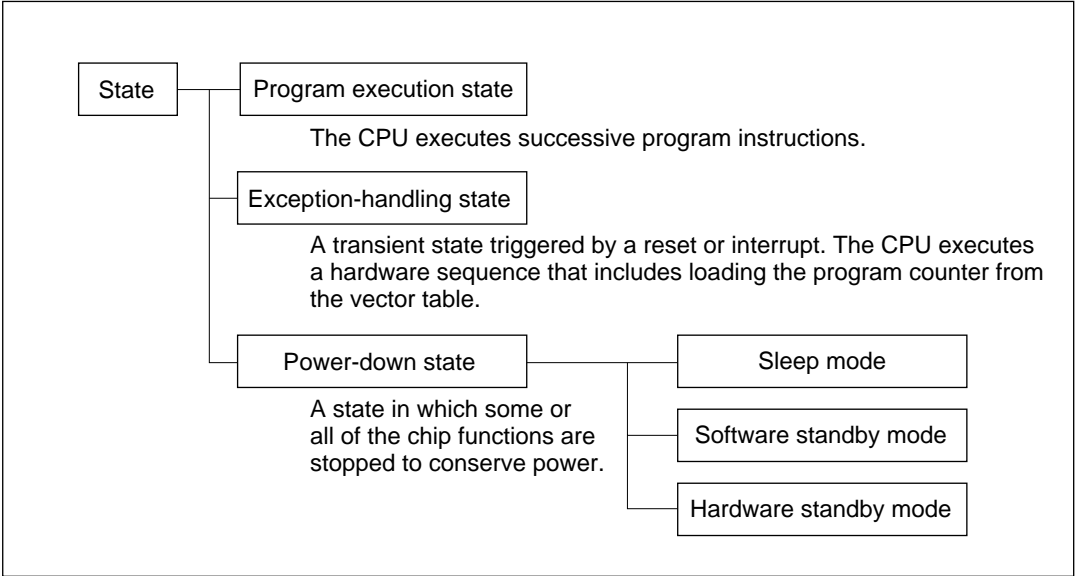 State
Program execution state
The CPU executes successive program instructions.
Exception-handling state
A transient state triggered by a reset or interrupt. The CPU executes
a hardware sequence that includes loading the program counter from
the vector table.
Power-down state
A state in which some or
all of the chip functions are
stopped to conserve power.
Sleep mode
Software standby mode
Hardware standby mode